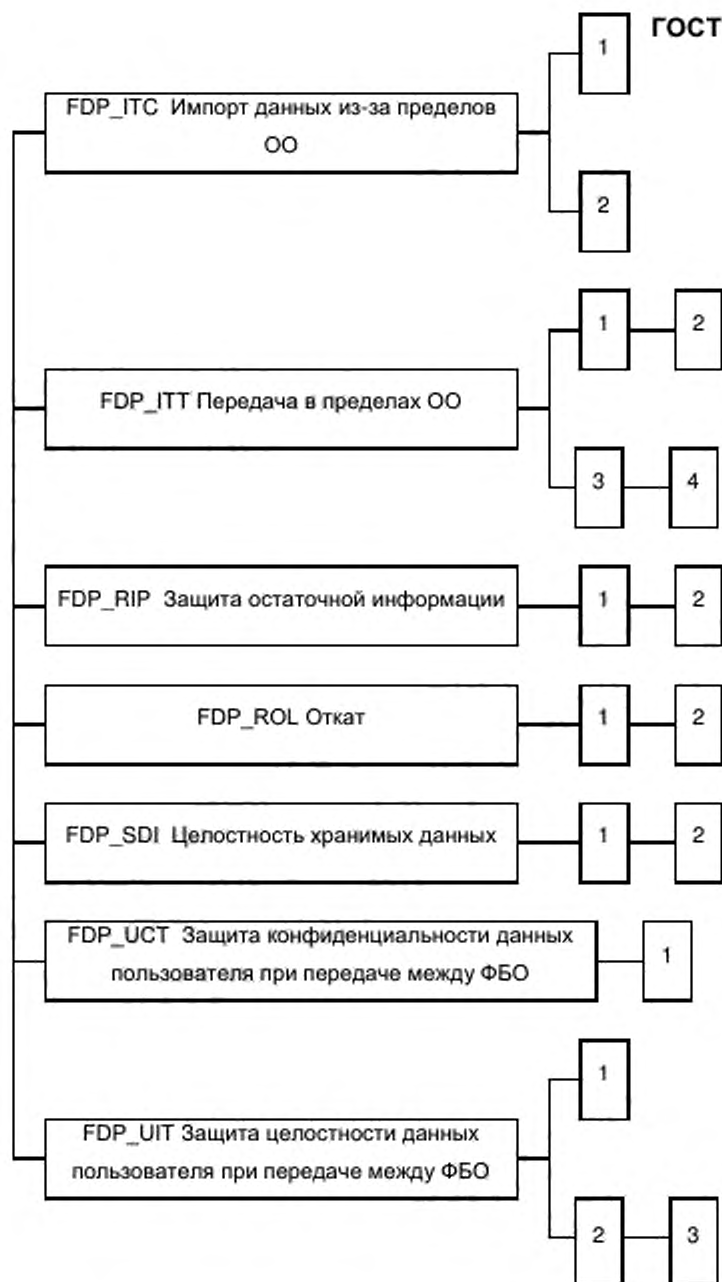 ГОСТ
1
FDP_ITC Импорт данных из-за пределов
ОО
2
1 2
FDP_ITT Передача в пределах ОО
3 4
FDP_RIP Защита остаточной информации 1 2
FDP_ROL Откат 1 2
FDP_SDI Целостность хранимых данных 1 2
FDP_UCT Защита конфиденциальности данных
пользователя при передаче между ФБО
1
1
FDP_UIT Защита целостности данных
пользователя при передаче между ФБО
2 3